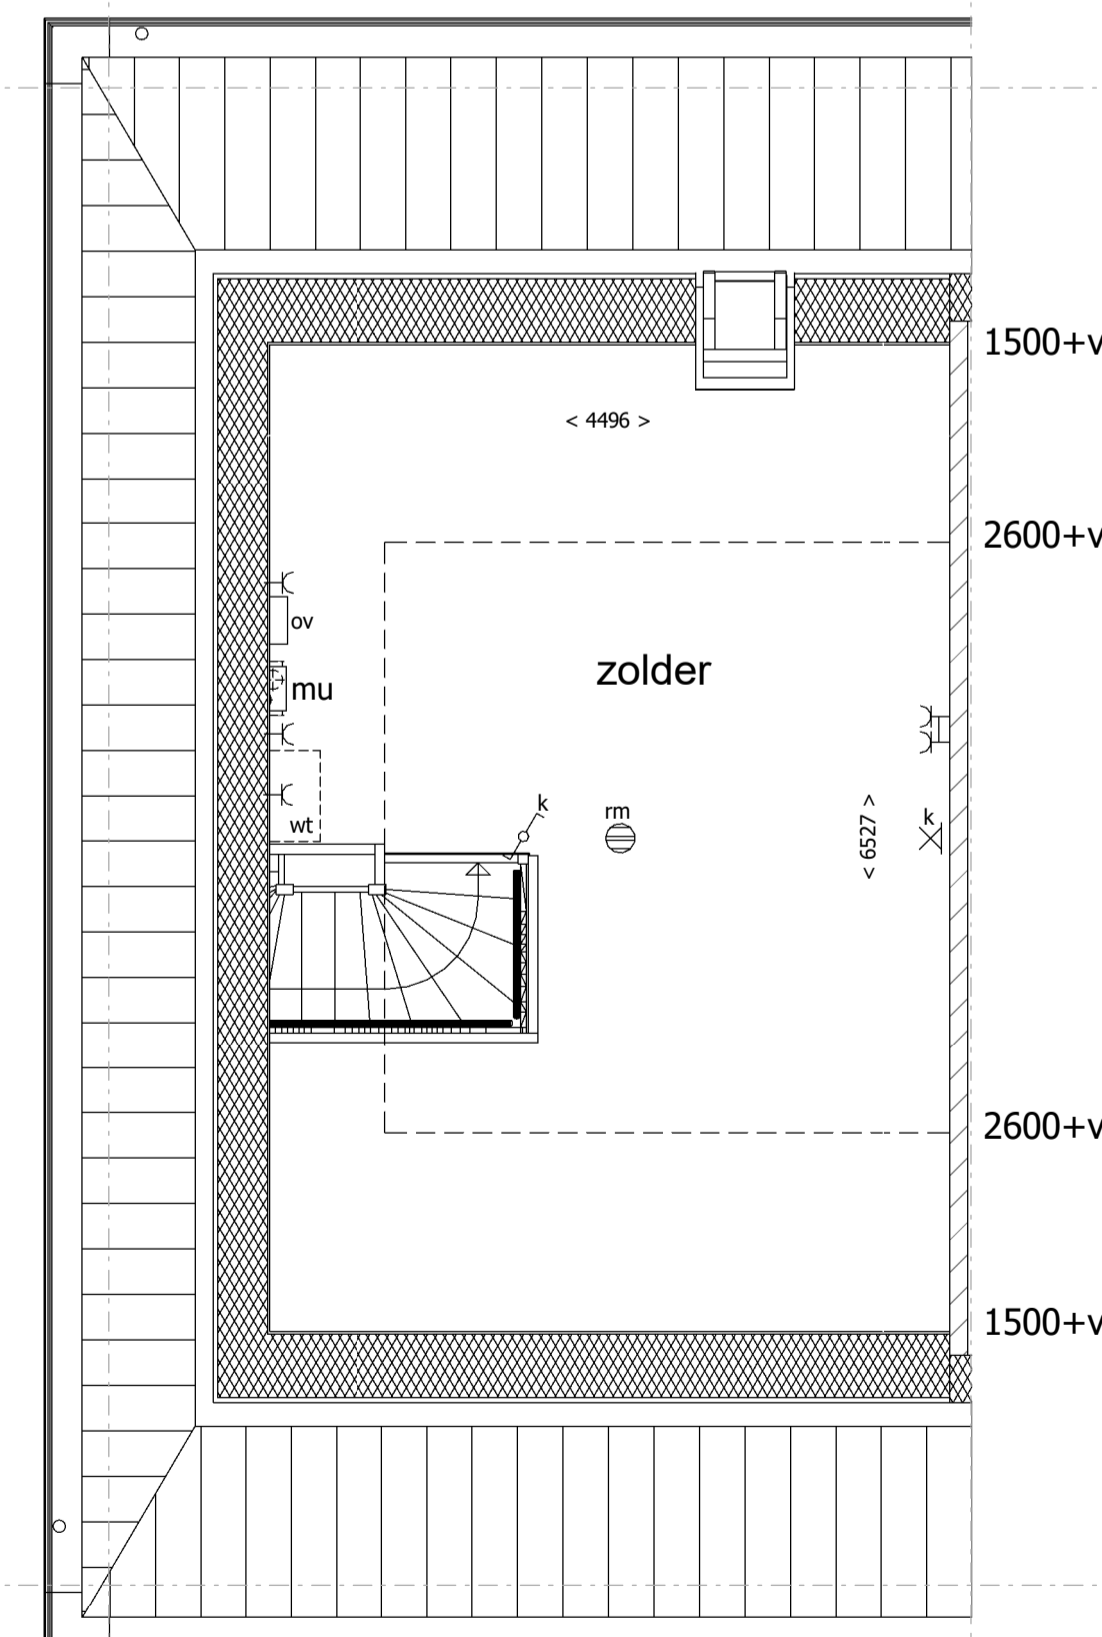 1500+v
< 4496 >
2600+v
ov
zolder
mu
k
rm
k
wt
< 6527 >
2600+v
1500+v